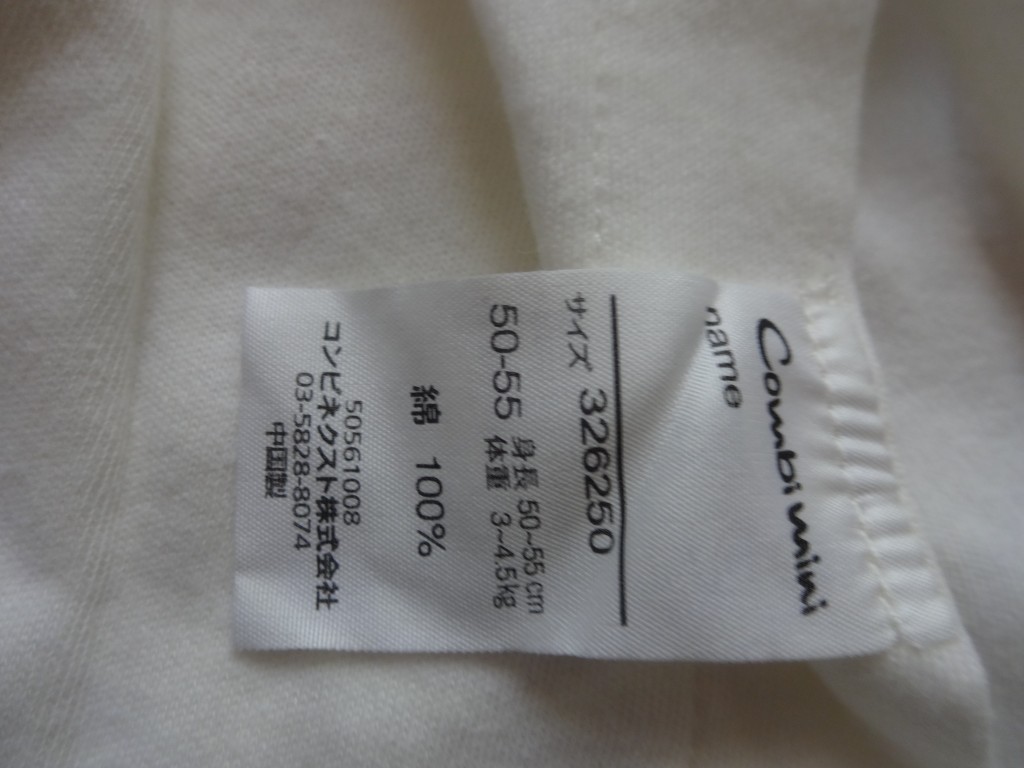 Combi mini
name
サイズ 326250
50-55 身長 50~55cm
体重 3~4.5kg
綿 100%
50561008
コンビネクスト株式会社
03-5828-8074
中国製